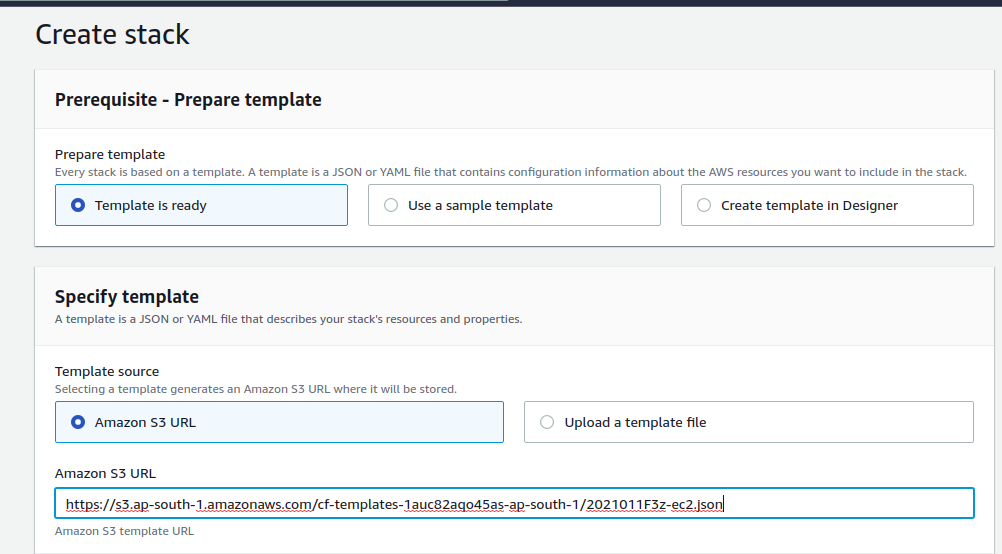 Create stack
Prerequisite - Prepare template
Prepare template
Every stack is based on a template. A template is a JSON or YAML file that contains configuration information about the AWS resources you want to include in the stack.
Template is ready
Use a sample template
Create template in Designer
Specify template
A template is a JSON or YAML file that describes your stack's resources and properties.
Template source
Selecting a template generates an Amazon S3 URL where it will be stored.
Amazon S3 URL
Upload a template file
Amazon S3 URL
https://s3.ap-south-1.amazonaws.com/cf-templates-1auc82aqo45as-ap-south-1/2021011F3z-ec2.json
Amazon S3 template URL